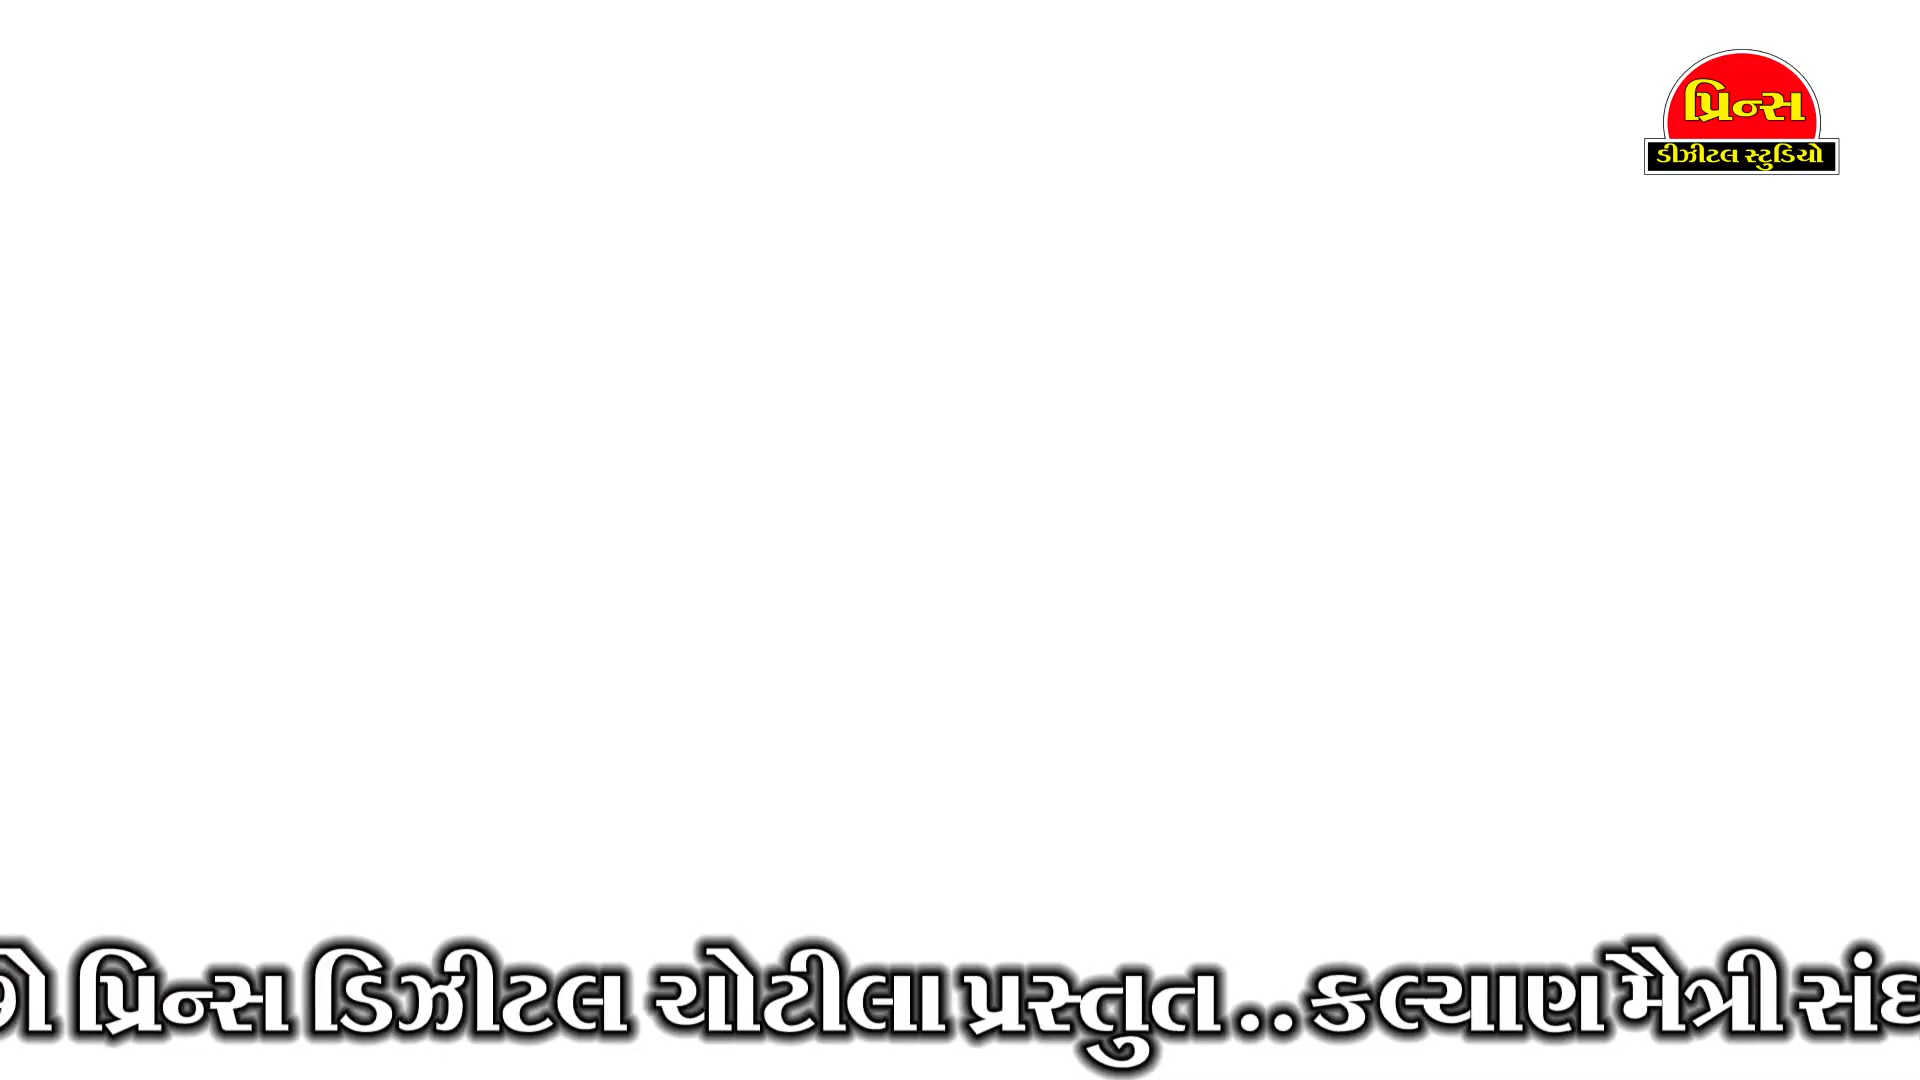 પ્રિન્સ
ડીઝીટલ સ્ટુડિયો
પ્રિન્સ ડિઝીટલ ચોટીલા પ્રસ્તુત..કલ્યાણ મૈત્રી